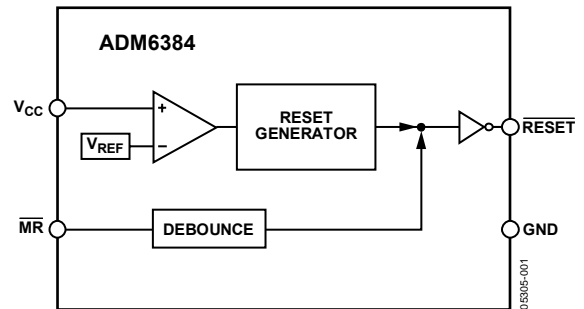 ADM6384
VCC
+
VREF
−
RESET
GENERATOR
RESET
MR
DEBOUNCE
GND
05305-001